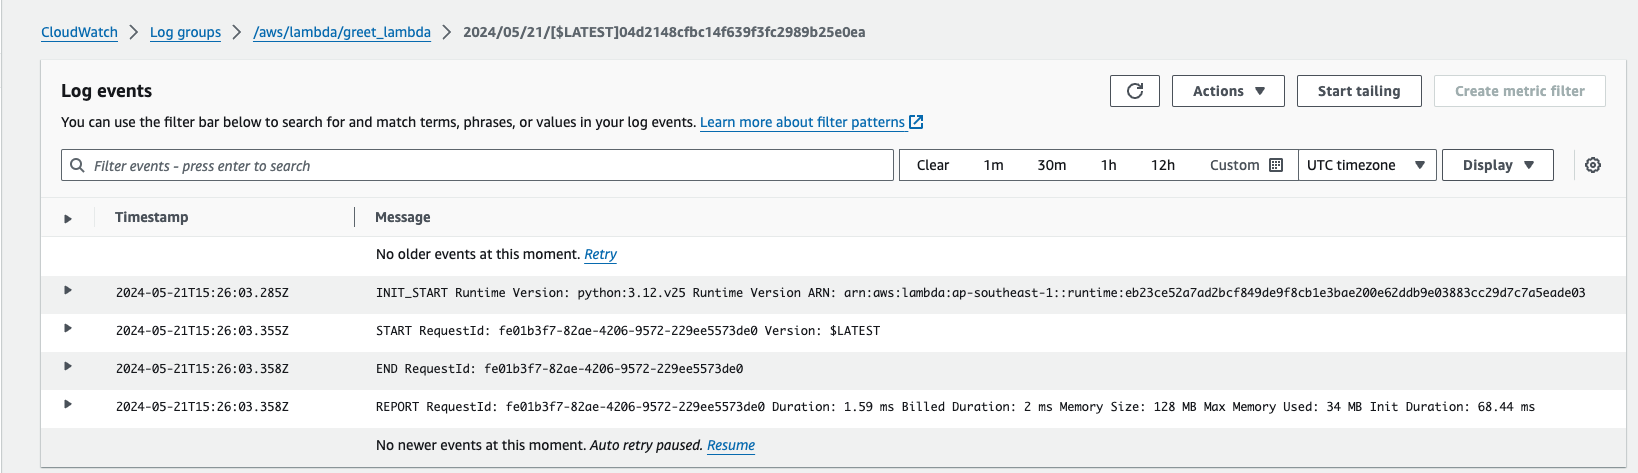 CloudWatch > Log groups > /aws/lambda/greet_lambda > 2024/05/21/[$LATEST]04d2148cfbc14f639f3fc2989b25e0ea
Log events
Actions
Start tailing
Create metric filter
You can use the filter bar below to search for and match terms, phrases, or values in your log events. Learn more about filter patterns
Filter events - press enter to search
Clear 1m 30m 1h 12h Custom UTC timezone Display
Timestamp Message
No older events at this moment. Retry
2024-05-21T15:26:03.285Z INIT_START Runtime Version: python:3.12.v25 Runtime Version ARN: arn:aws:lambda:ap-southeast-1::runtime:eb23ce52a7ad2bcf849de9f8cb1e3bae200e62ddb9e03883cc29d7c7a5eade03
2024-05-21T15:26:03.355Z START RequestId: fe01b3f7-82ae-4206-9572-229ee5573de0 Version: $LATEST
2024-05-21T15:26:03.358Z END RequestId: fe01b3f7-82ae-4206-9572-229ee5573de0
2024-05-21T15:26:03.358Z REPORT RequestId: fe01b3f7-82ae-4206-9572-229ee5573de0 Duration: 1.59 ms Billed Duration: 2 ms Memory Size: 128 MB Max Memory Used: 34 MB Init Duration: 68.44 ms
No newer events at this moment. Auto retry paused. Resume